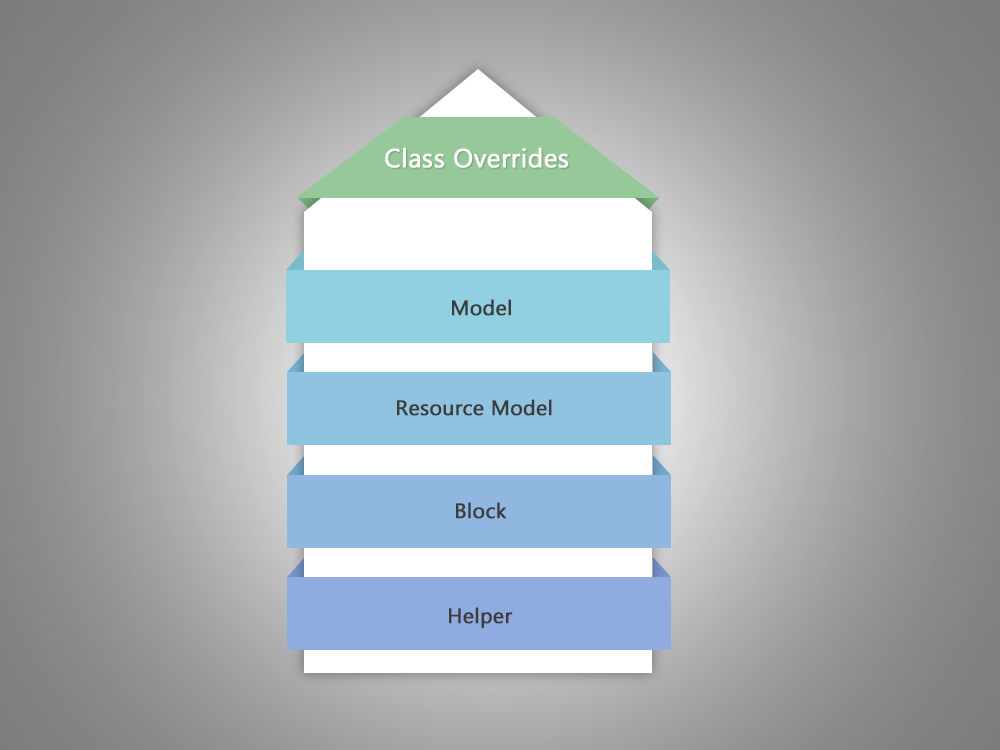 Class Overrides
Model
Resource Model
Block
Helper